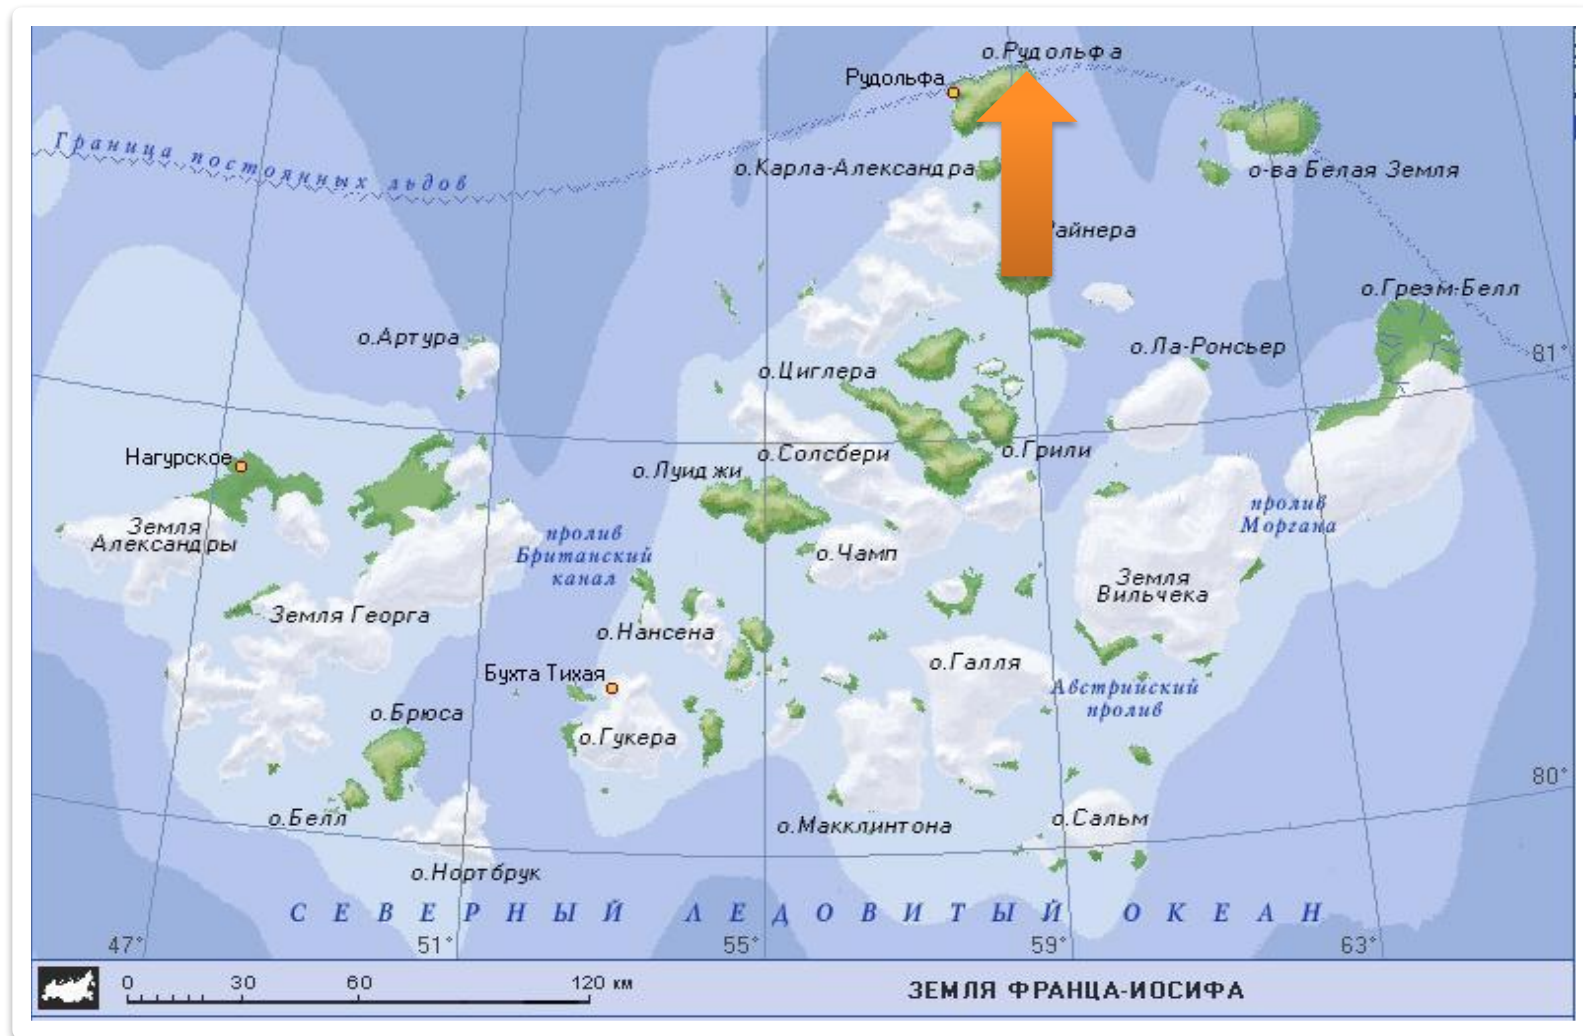 о.Рудольфа
Рудольфа
Граница постоянных льдов
о.Карла-Александра
о-ва Белая Земля
айнера
о.Греэм-Белл
о.Артура
о.Ла-Ронсьер
81°
о.Циглера
Нагурское
о.Солсбери
о.Грили
о.Луиджи
пролив
Моргана
Земля
Александры
пролив
Британский
канал
о.Чамп
Земля
Вильчека
Земля Георга
о.Нансена
о.Галля
Бухта Тихая
Австрийский
пролив
о.Брюса
о.Гукера
80°
о.Белл
о.Макклинтона
о.Сальм
о.Нортбрук
СЕВЕРНЫЙ ЛЕДОВИТЫЙ ОКЕАН
47° 51° 55° 59° 63°
0 30 60 120 км
ЗЕМЛЯ ФРАНЦА-ИОСИФА